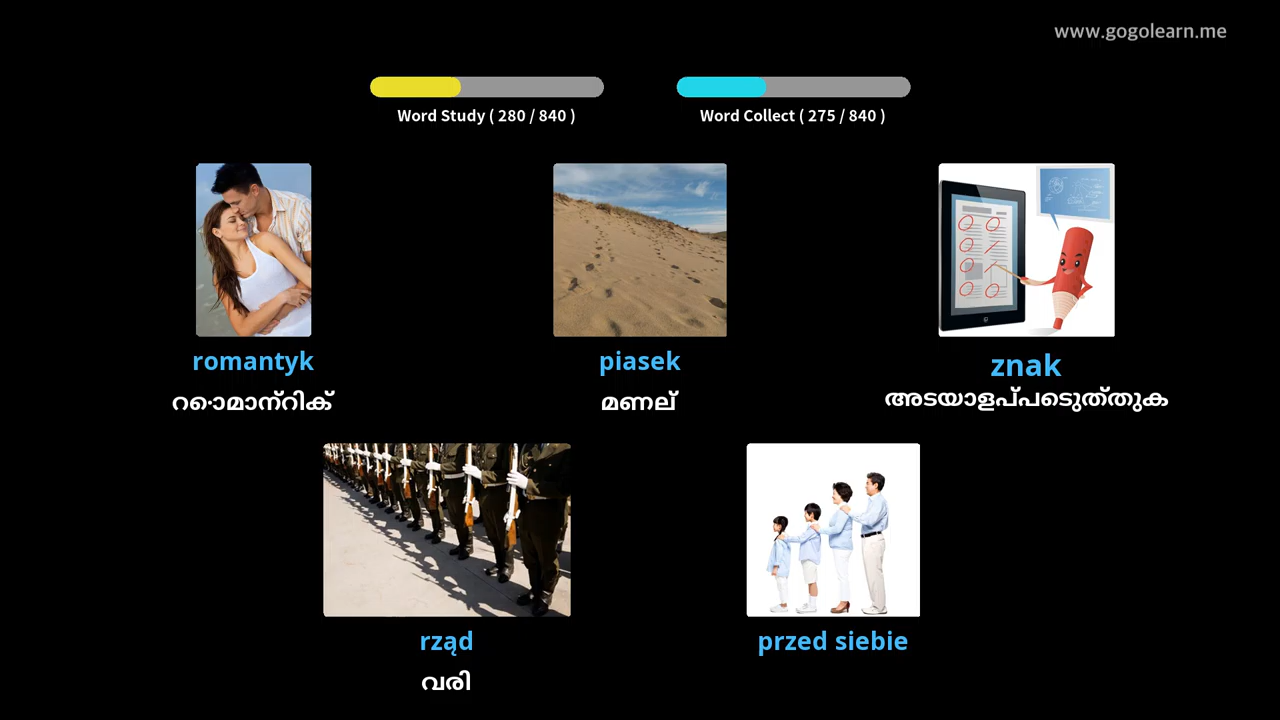 www.gogolearn.me
Word Study ( 280 / 840 )
Word Collect ( 275 / 840 )
romantyk
piasek
znak
റൊമാന്റിക്
മണല്
അടയാളപ്പടെുത്തുക
rząd
przed siebie
വരി